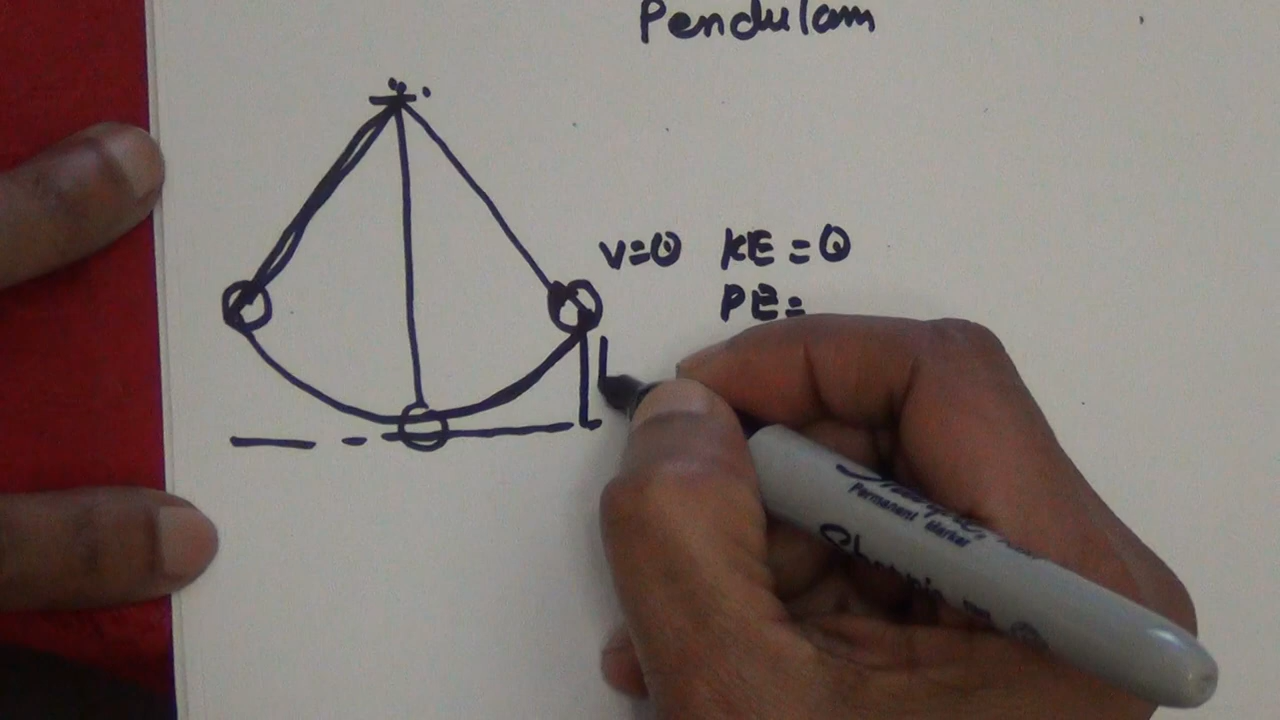 Pendulam
v=0 KE = 0
PE =
Sharpie
Permanent Marker